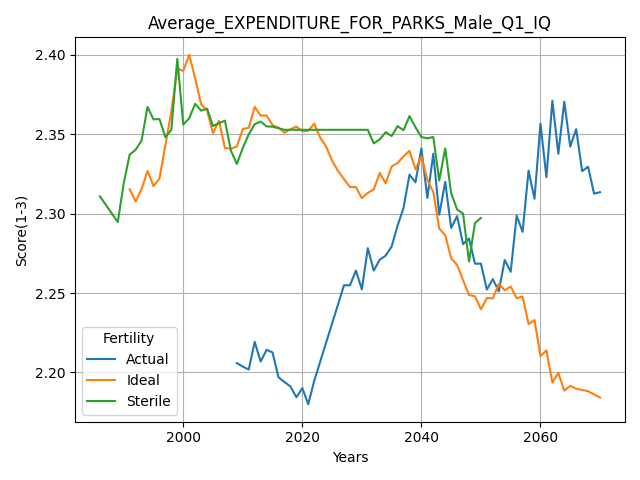 Average_EXPENDITURE_FOR_PARKS_Male_Q1_IQ
Score(1-3)
2.40
2.35
2.30
2.25
2.20
Fertility
Actual
Ideal
Sterile
2000
2020
2040
2060
Years